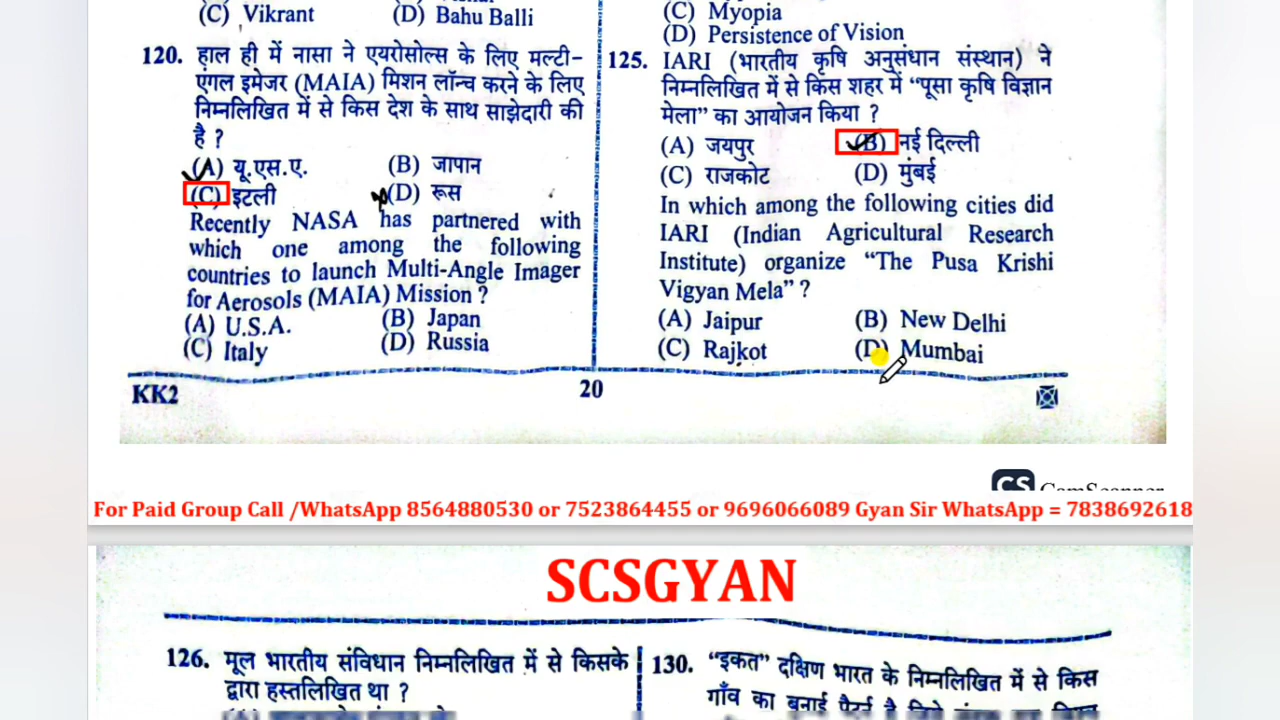 (C) Vikrant
(D) Bahu Balli
120. हाल ही में नासा ने एयरोसोल्स के लिए मल्टी-
एंगल इमेजर (MAIA) मिशन लॉन्च करने के लिए
निम्नलिखित में से किस देश के साथ साझेदारी की
है ?
(A) यू.एस.ए.
(B) जापान
(C) इटली
(D) रूस
Recently NASA has partnered with
which one among the following
countries to launch Multi-Angle Imager
for Aerosols (MAIA) Mission ?
(A) U.S.A.
(B) Japan
(C) Italy
(D) Russia
(C) Myopia
(D) Persistence of Vision
125. IARI (भारतीय कृषि अनुसंधान संस्थान) ने
निम्नलिखित में से किस शहर में "पूसा कृषि विज्ञान
मेला" का आयोजन किया ?
(A) जयपुर
(B) नई दिल्ली
(C) राजकोट
(D) मुंबई
In which among the following cities did
IARI (Indian Agricultural Research
Institute) organize "The Pusa Krishi
Vigyan Mela" ?
(A) Jaipur
(B) New Delhi
(C) Rajkot
(D) Mumbai
KK2
20
CS CamScanner
For Paid Group Call /WhatsApp 8564880530 or 7523864455 or 9696066089 Gyan Sir WhatsApp = 7838692618
SCSGYAN
126. मूल भारतीय संविधान निम्नलिखित में से किसके
द्वारा हस्तलिखित था ?
130. "इकत" दक्षिण भारत के निम्नलिखित में से किस
गाँव का बुनाई पैटर्न है जिसे